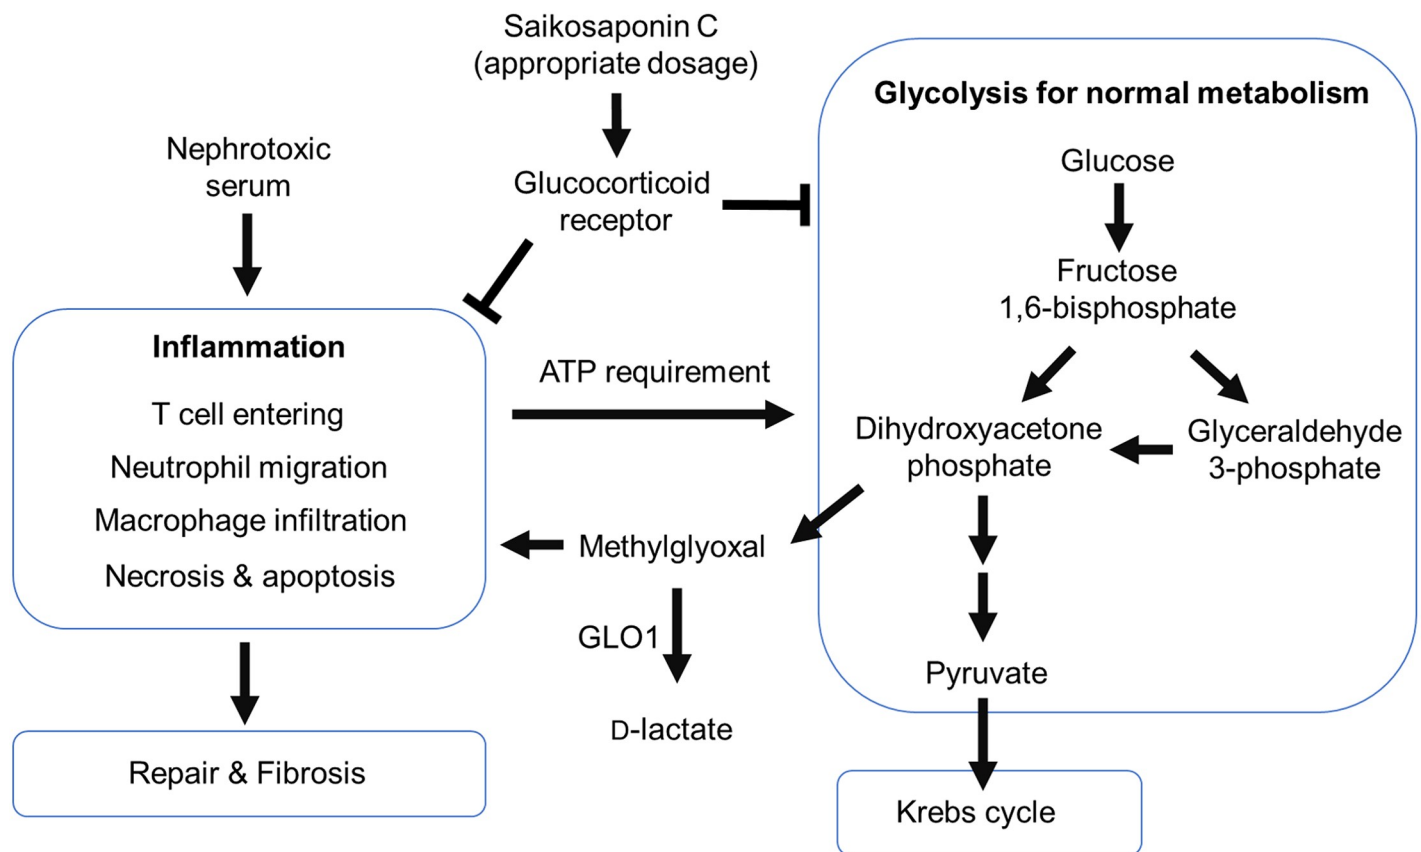 Saikosaponin C
(appropriate dosage)
Glucocorticoid
receptor
Nephrotoxic
serum
Inflammation
T cell entering
Neutrophil migration
Macrophage infiltration
Necrosis & apoptosis
Repair & Fibrosis
ATP requirement
Methylglyoxal
GLO1
D-lactate
Glycolysis for normal metabolism
Glucose
Fructose
1,6-bisphosphate
Dihydroxyacetone
phosphate
Glyceraldehyde
3-phosphate
Pyruvate
Krebs cycle